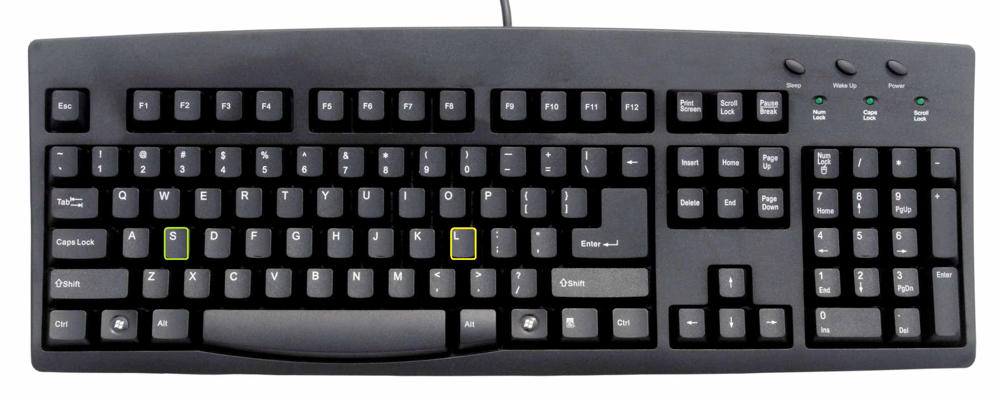 Sleep Wake Up Power
Esc F1 F2 F3 F4 F5 F6 F7 F8 F9 F10 F11 F12 Print Screen Scroll Lock Pause Break
Num Lock Caps Lock Scroll Lock
~ ` ! 1 @ 2 # 3 $ 4 % 5 ^ 6 & 7 * 8 ( 9 ) 0 — – + = | \ ← Insert Home Page Up Num Lock / * -
Tab Q W E R T Y U I O P { [ } ] Delete End Page Down 7 Home 8 ↑ 9 PgUp +
Caps Lock A S D F G H J K L : ; " ' Enter 4 ← 5 6 →
⇧Shift Z X C V B N M < , > . ? / ⇧Shift ↑ 1 End 2 ↓ 3 PgDn Enter
Ctrl Alt Alt Ctrl ← ↓ → 0 Ins . Del